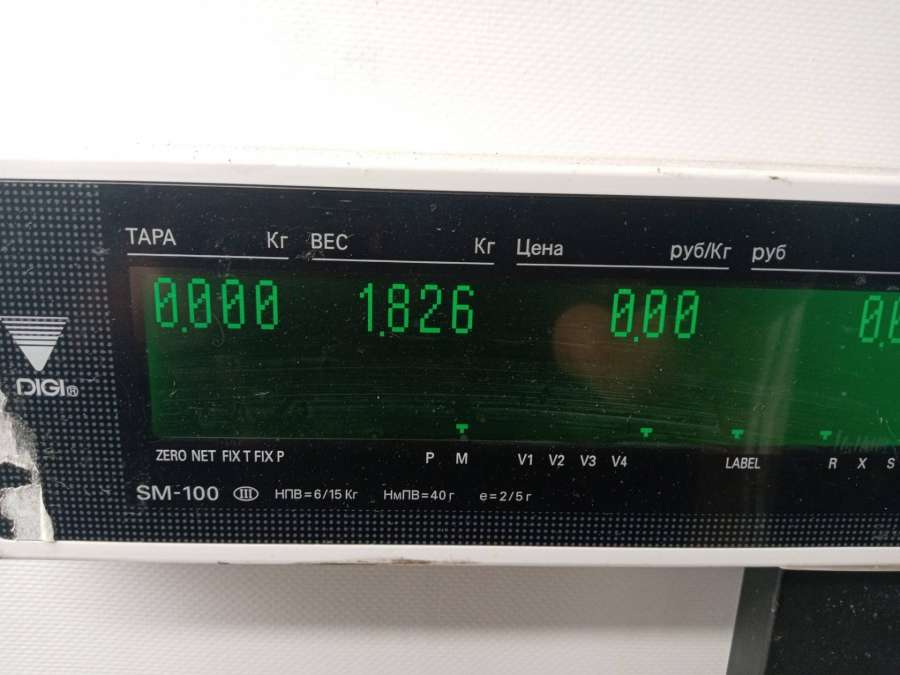 ТАРА Кг ВЕС Кг Цена руб/Кг руб
0.000 1.826 0.00
DIGI®
ZERO NET FIX T FIX P P M V1 V2 V3 V4 LABEL R X S
SM-100 III НПВ=6/15 Кг НмПВ=40 г e=2/5 г